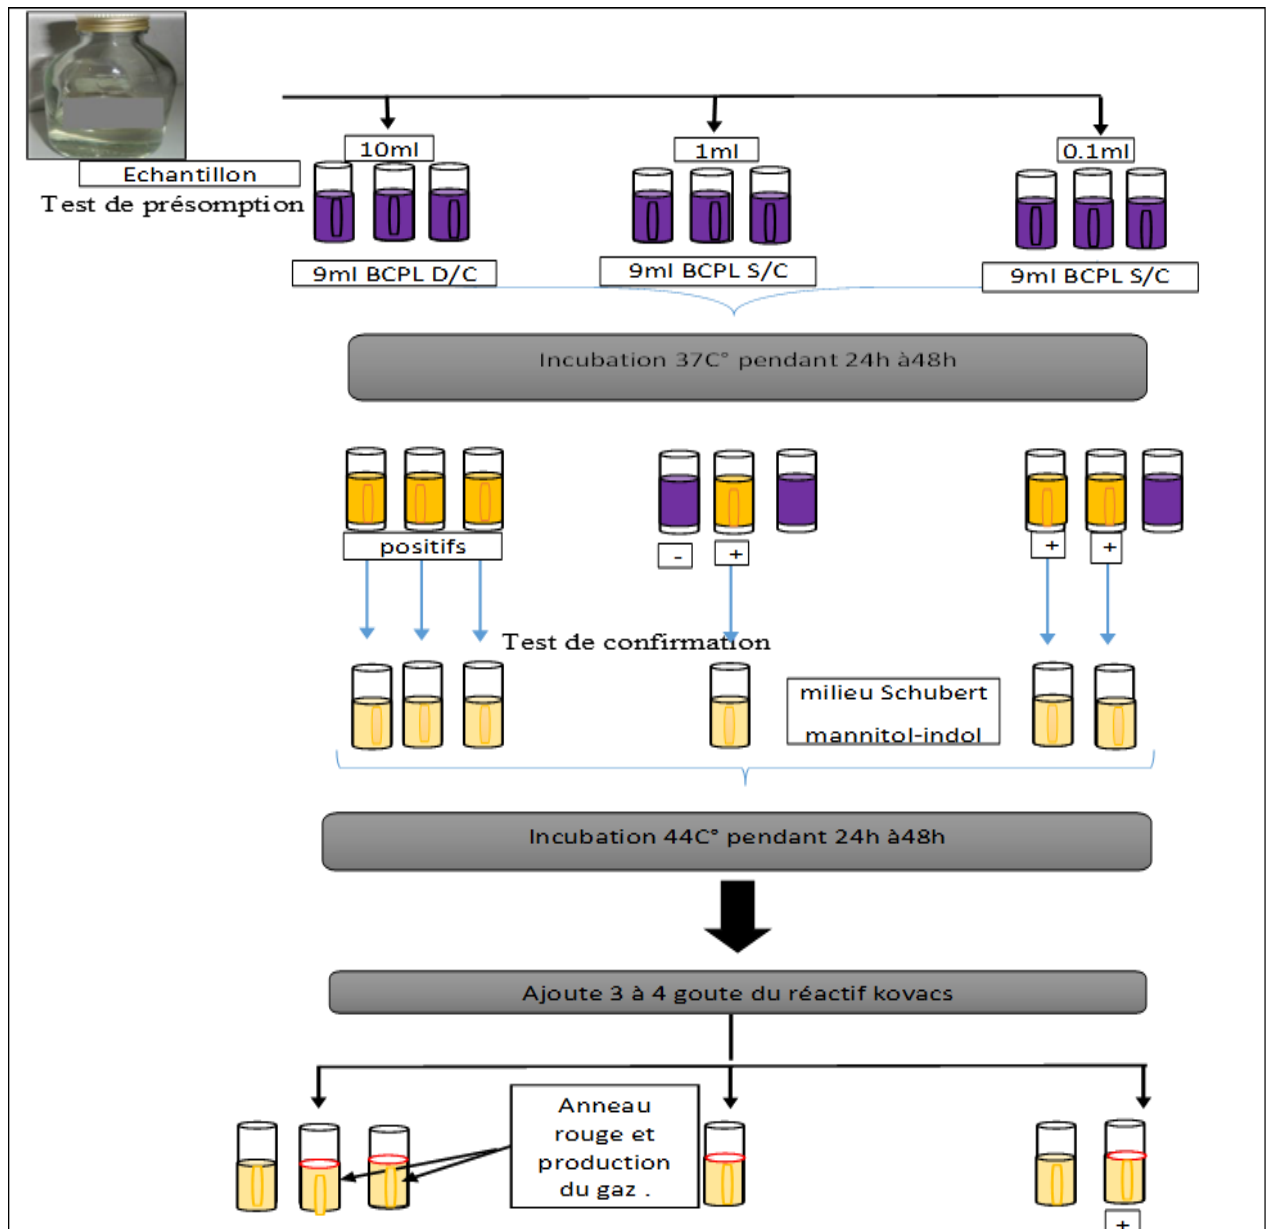 10ml
1ml
0.1ml
Echantillon
Test de présomption
9ml BCPL D/C
9ml BCPL S/C
9ml BCPL S/C
Incubation 37C° pendant 24h à48h
positifs
-
+
+
+
Test de confirmation
milieu Schubert
mannitol-indol
Incubation 44C° pendant 24h à48h
Ajoute 3 à 4 goute du réactif kovacs
Anneau
rouge et
production
du gaz .
+